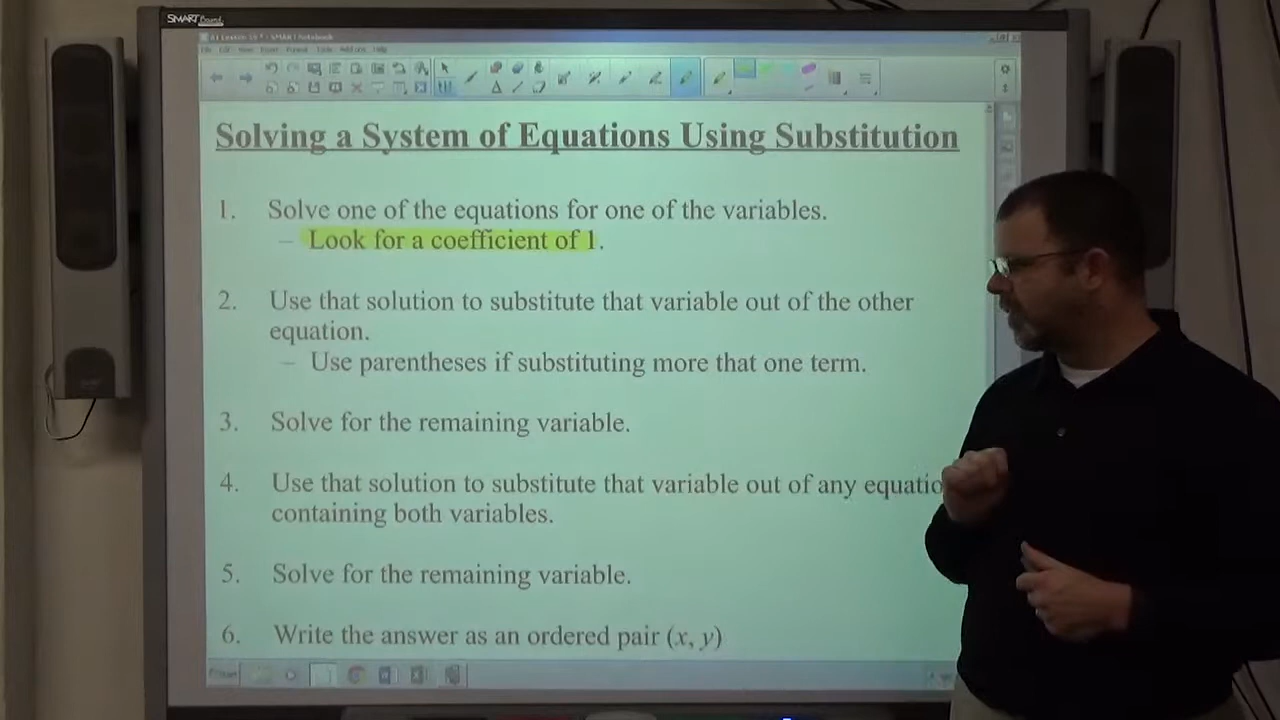 SMART Board
Solving a System of Equations Using Substitution
1. Solve one of the equations for one of the variables.
– Look for a coefficient of 1.
2. Use that solution to substitute that variable out of the other
equation.
– Use parentheses if substituting more that one term.
3. Solve for the remaining variable.
4. Use that solution to substitute that variable out of any equatio
containing both variables.
5. Solve for the remaining variable.
6. Write the answer as an ordered pair (x, y)